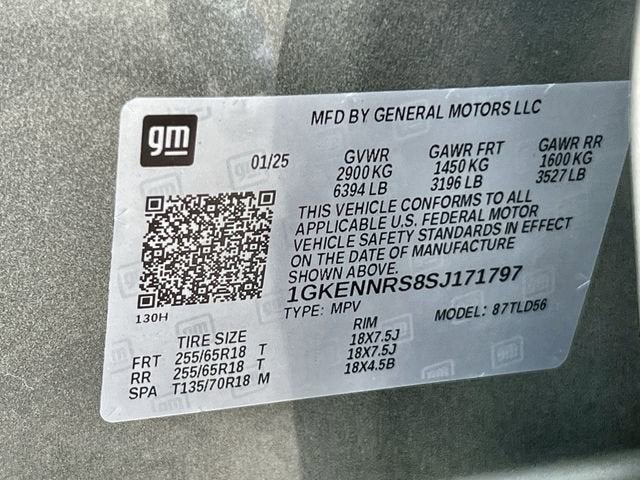 gm
MFD BY GENERAL MOTORS LLC
01/25
GVWR GAWR FRT GAWR RR
2900 KG 1450 KG 1600 KG
6394 LB 3196 LB 3527 LB
THIS VEHICLE CONFORMS TO ALL
APPLICABLE U.S. FEDERAL MOTOR
VEHICLE SAFETY STANDARDS IN EFFECT
ON THE DATE OF MANUFACTURE
SHOWN ABOVE.
1GKENNRS8SJ171797
130H
TYPE: MPV MODEL: 87TLD56
TIRE SIZE RIM
FRT 255/65R18 T 18X7.5J
RR 255/65R18 T 18X7.5J
SPA T135/70R18 M 18X4.5B